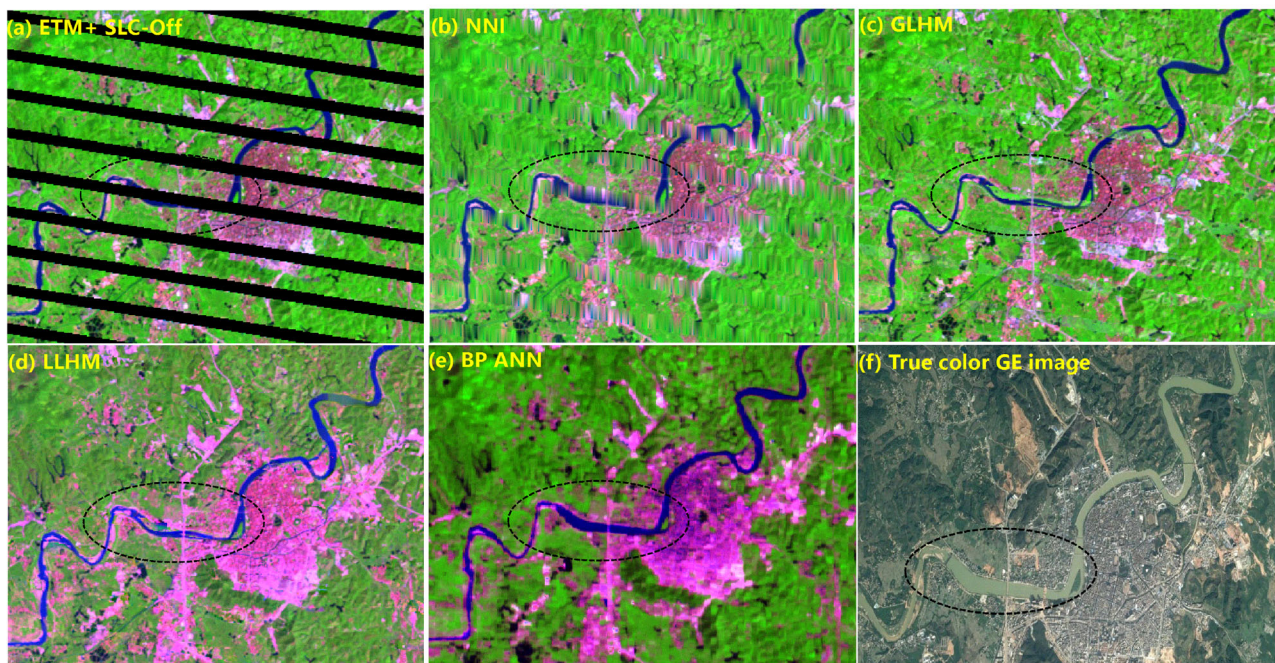 (a) ETM+ SLC-Off
(b) NNI
(c) GLHM
(d) LLHM
(e) BP ANN
(f) True color GE image